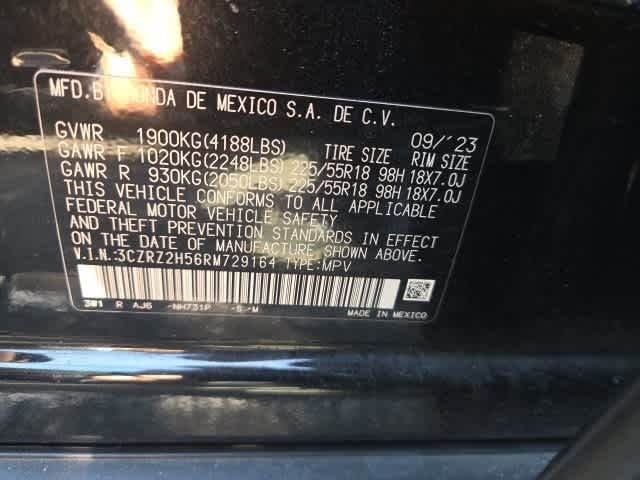 MFD.BY HONDA DE MEXICO S.A. DE C.V.
09/'23
GVWR 1900KG(4188LBS) TIRE SIZE RIM SIZE
GAWR F 1020KG(2248LBS) 225/55R18 98H 18X7.0J
GAWR R 930KG(2050LBS) 225/55R18 98H 18X7.0J
THIS VEHICLE CONFORMS TO ALL APPLICABLE
FEDERAL MOTOR VEHICLE SAFETY
AND THEFT PREVENTION STANDARDS IN EFFECT
ON THE DATE OF MANUFACTURE SHOWN ABOVE.
V.I.N.:3CZRZ2H56RM729164 TYPE:MPV
301 R AJ6 -NH731P -S -M
MADE IN MEXICO